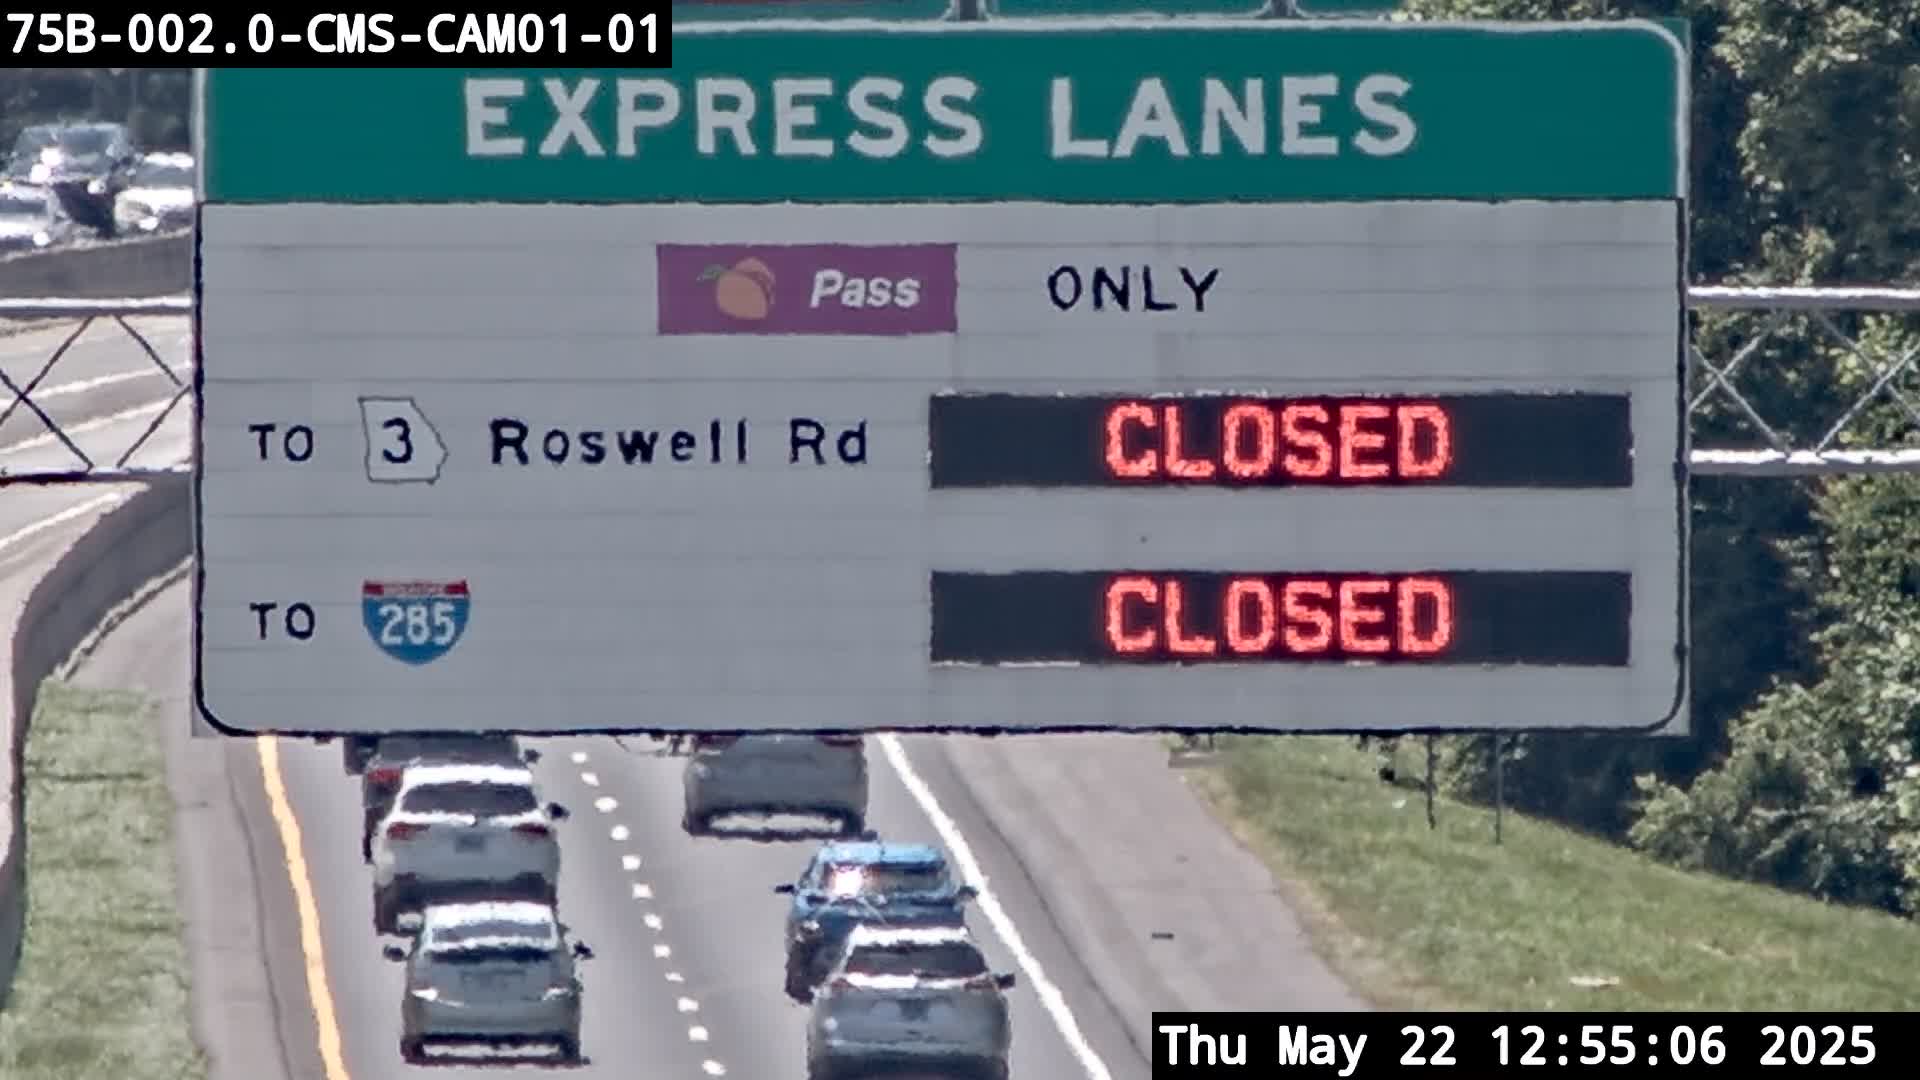 75B-002.0-CMS-CAM01-01
EXPRESS LANES
Pass ONLY
TO 3 Roswell Rd CLOSED
TO 285 CLOSED
Thu May 22 12:55:06 2025